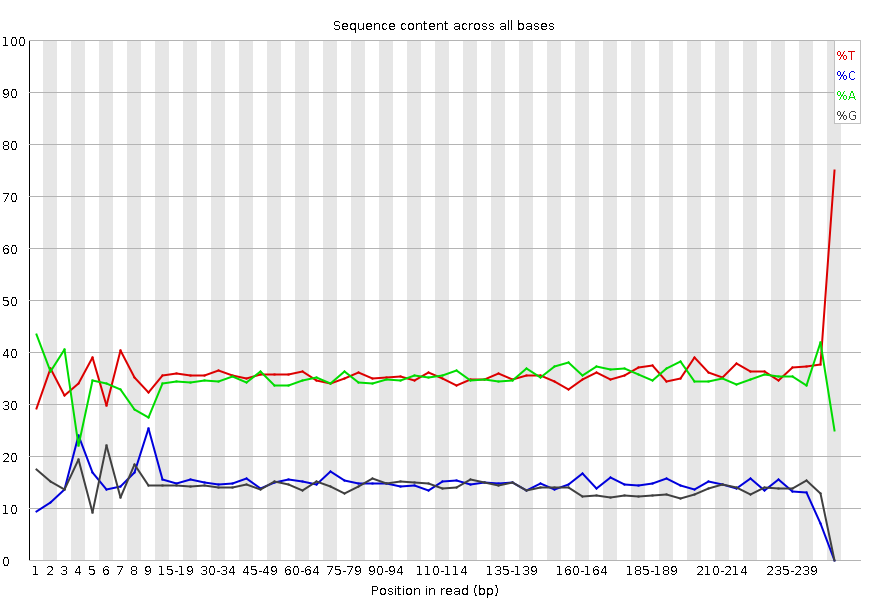 Sequence content across all bases
100
90
80
70
60
50
40
30
20
10
0
%T
%C
%A
%G
1 2 3 4 5 6 7 8 9 15-19 30-34 45-49 60-64 75-79 90-94 110-114 135-139 160-164 185-189 210-214 235-239
Position in read (bp)